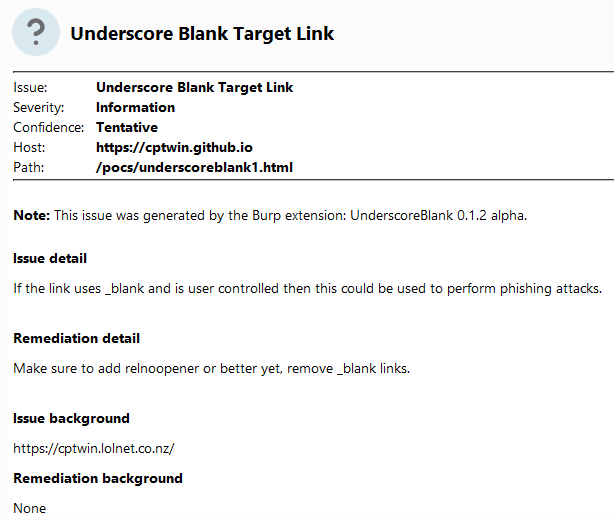 ?
Underscore Blank Target Link
Issue: Underscore Blank Target Link
Severity: Information
Confidence: Tentative
Host: https://cptwin.github.io
Path: /pocs/underscoreblank1.html
Note: This issue was generated by the Burp extension: UnderscoreBlank 0.1.2 alpha.
Issue detail
If the link uses _blank and is user controlled then this could be used to perform phishing attacks.
Remediation detail
Make sure to add relnoopener or better yet, remove _blank links.
Issue background
https://cptwin.lolnet.co.nz/
Remediation background
None